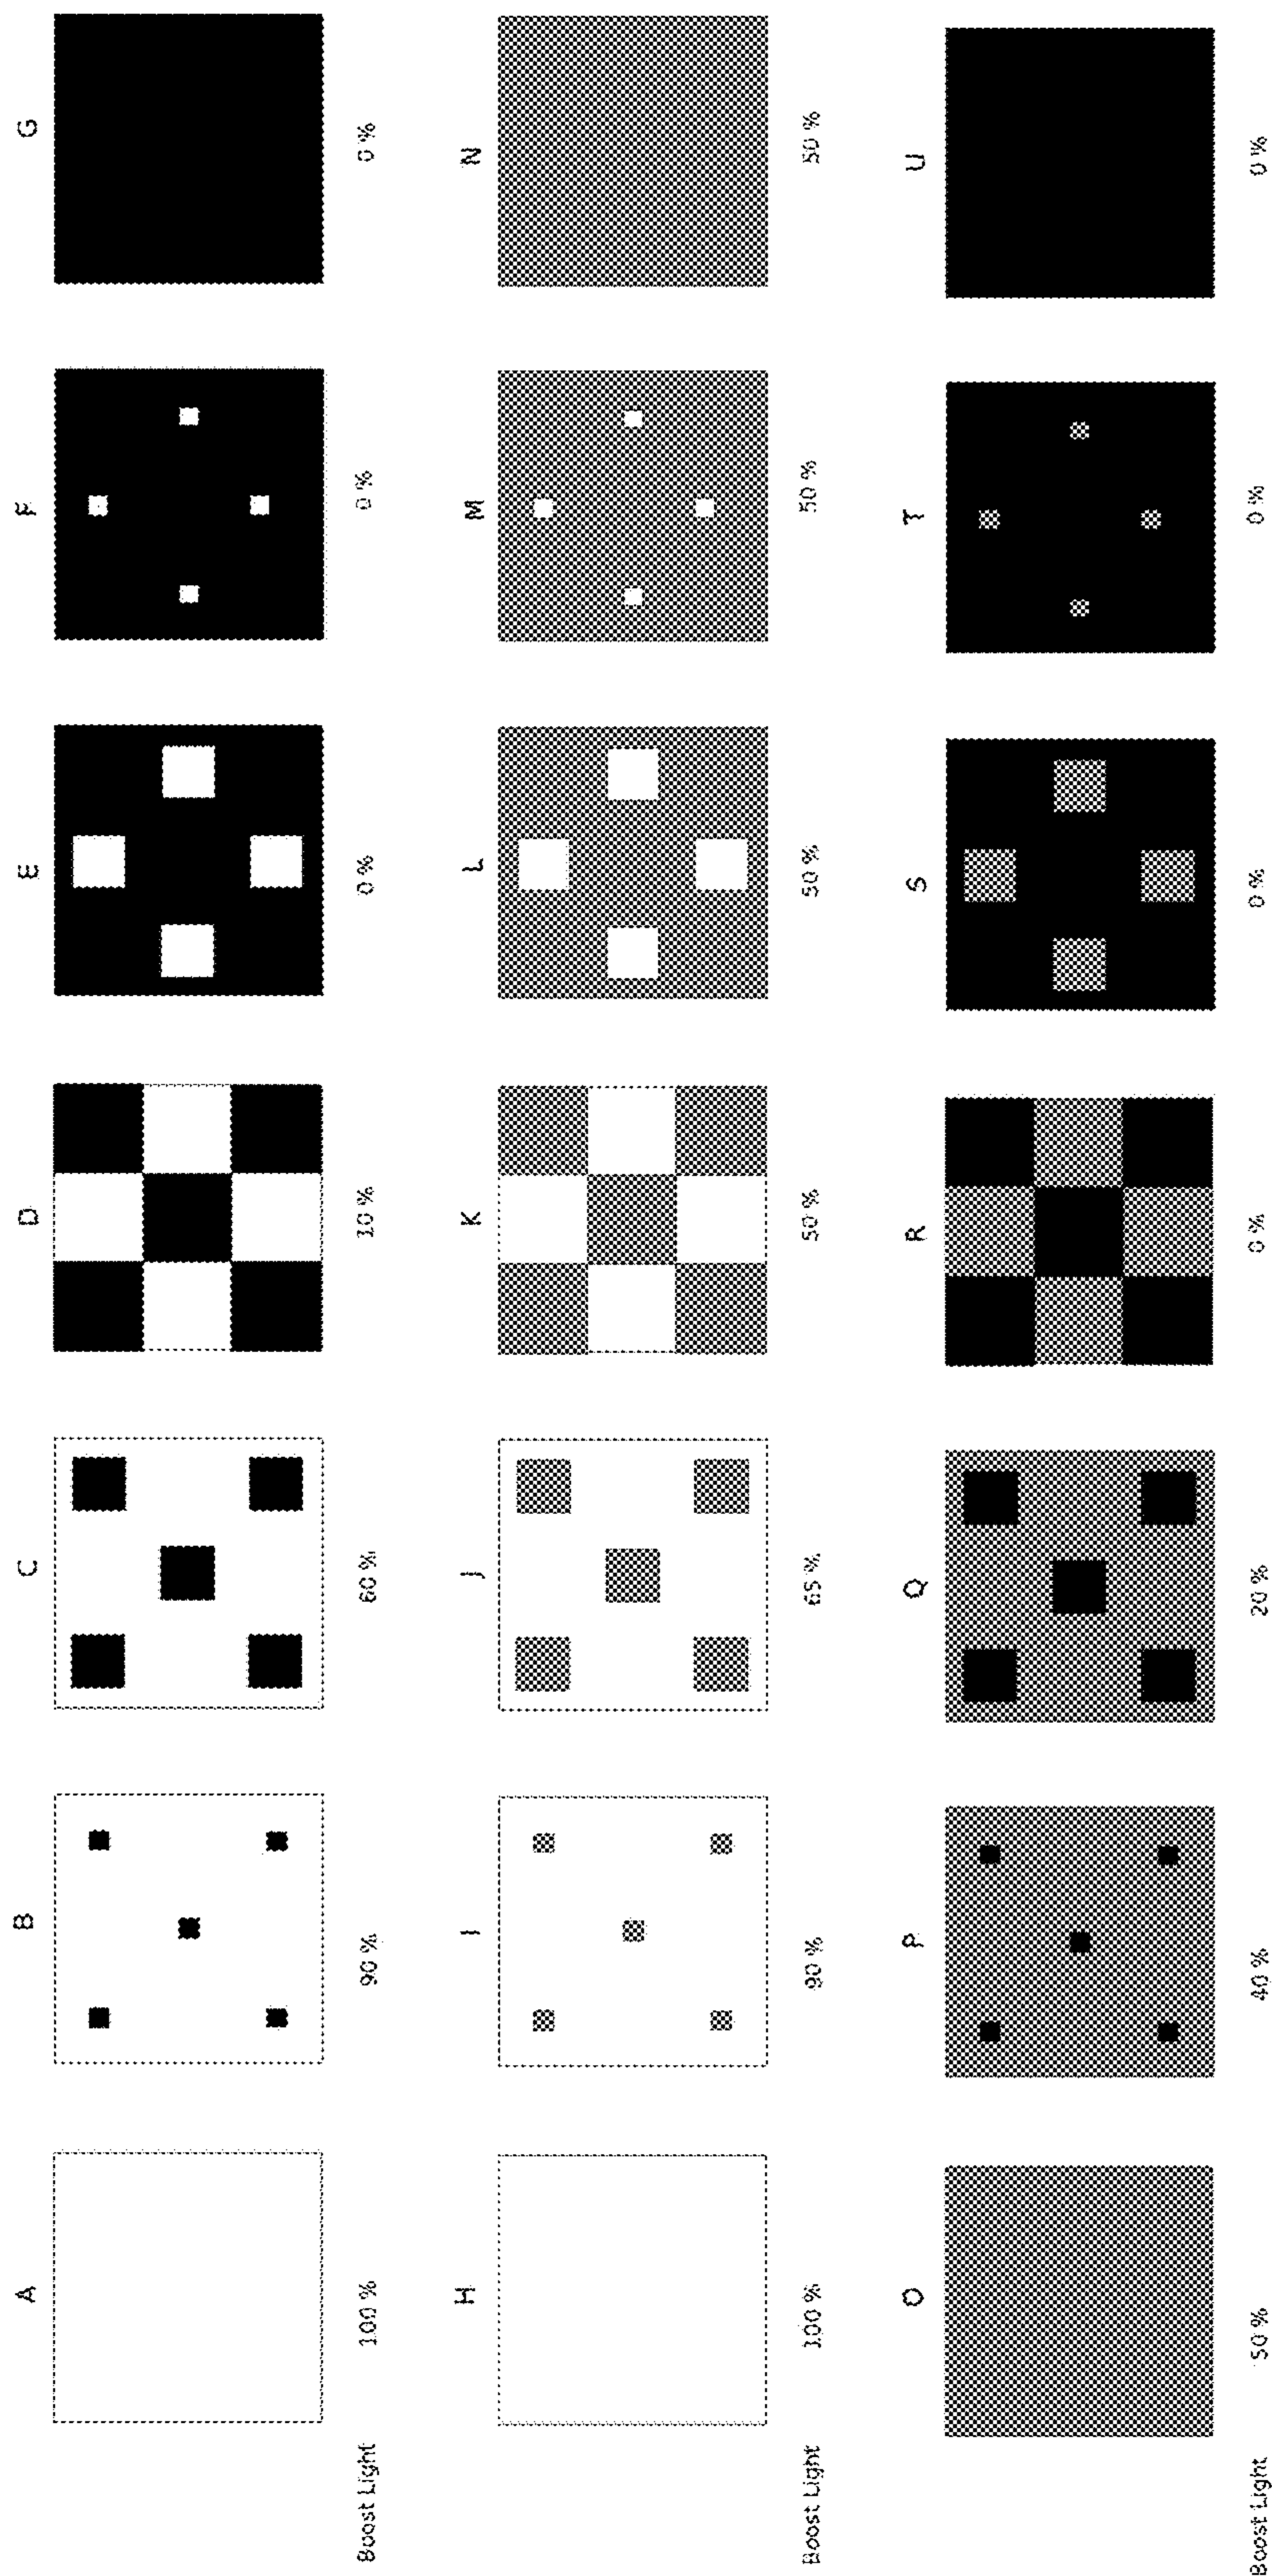 A B C D E F G
Boost Light 100 % 90 % 60 % 10 % 0 % 0 % 0 %
H I J K L M N
Boost Light 100 % 90 % 65 % 50 % 50 % 50 % 50 %
O P Q R S T U
Boost Light 50 % 40 % 20 % 0 % 0 % 0 % 0 %